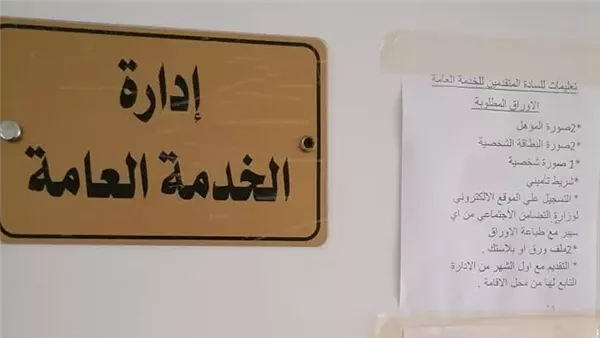 إدارة
الخدمة العامة
تعليمات للسادة المتقدمين للخدمة العامة
الاوراق المطلوبة
*2صورة المؤهل
*2صورة البطاقة الشخصية
*1 صورة شخصية
*شريط تأميني
* التسجيل علي الموقع الالكتروني
لوزارة التضامن الأجتماعي من اي
سيبر مع طباعة الاوراق
*2ملف ورق او بلاستك .
* التقديم مع اول الشهر من الادارة
التابع لها من محل الاقامة .